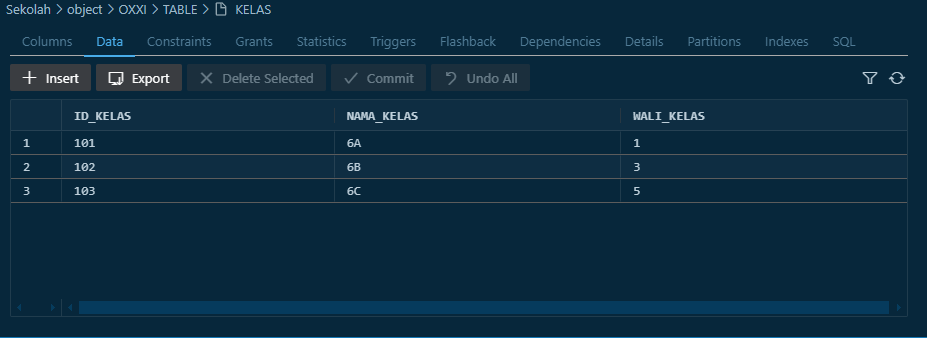 Sekolah > object > OXXI > TABLE > KELAS
Columns Data Constraints Grants Statistics Triggers Flashback Dependencies Details Partitions Indexes SQL
Insert Export Delete Selected Commit Undo All
ID_KELAS NAMA_KELAS WALI_KELAS
1 101 6A 1
2 102 6B 3
3 103 6C 5